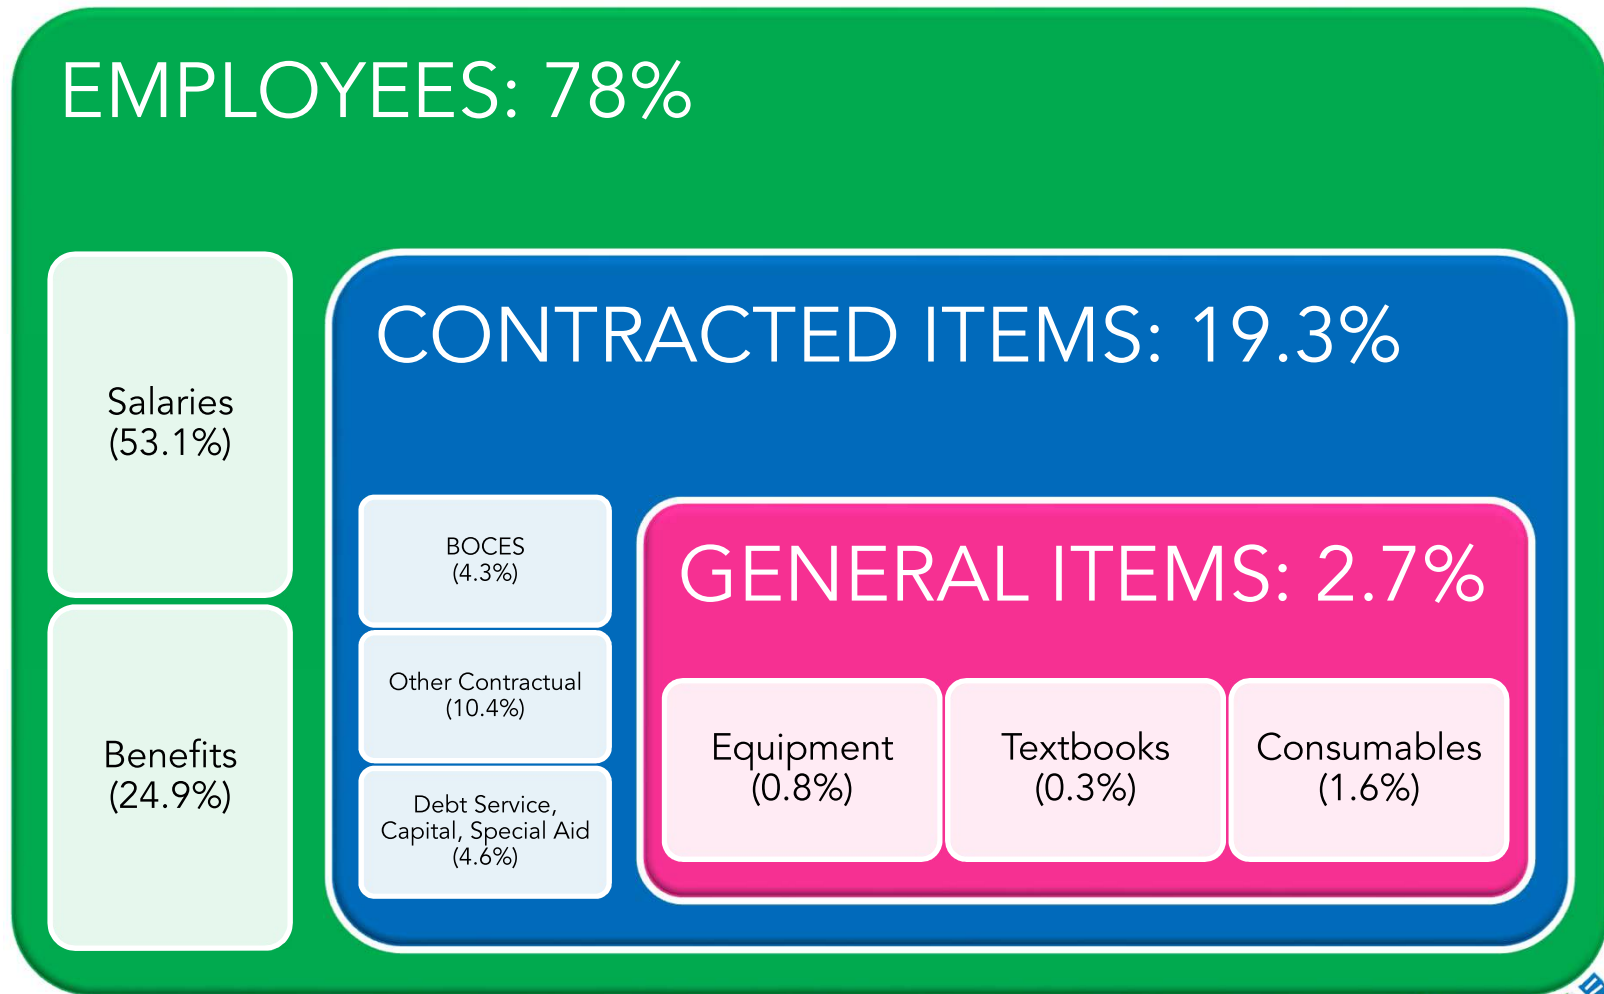 EMPLOYEES: 78%
Salaries
(53.1%)
Benefits
(24.9%)
CONTRACTED ITEMS: 19.3%
BOCES
(4.3%)
Other Contractual
(10.4%)
Debt Service,
Capital, Special Aid
(4.6%)
GENERAL ITEMS: 2.7%
Equipment
(0.8%)
Textbooks
(0.3%)
Consumables
(1.6%)